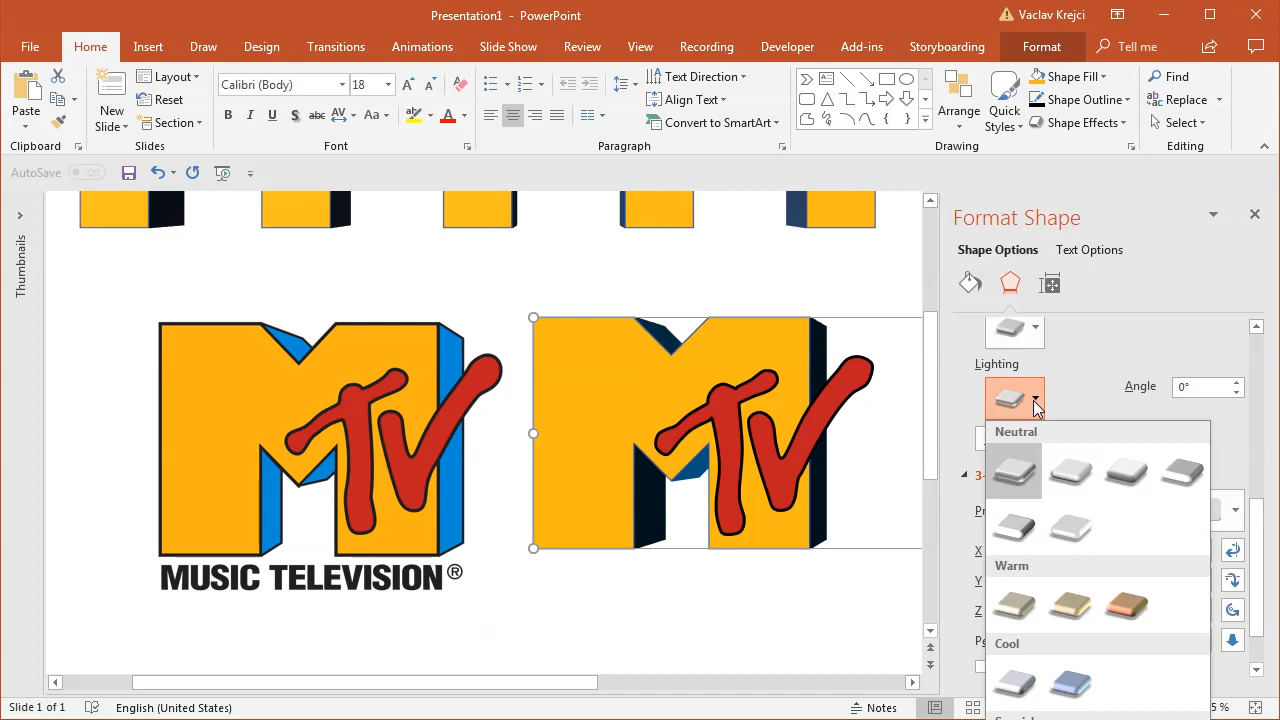 Presentation1 - PowerPoint
Vaclav Krejci
File Home Insert Draw Design Transitions Animations Slide Show Review View Recording Developer Add-ins Storyboarding Format Tell me
Paste
Clipboard
New
Slide
Layout
Reset
Section
Slides
Calibri (Body) 18
B I U S abc AV Aa A
Font
Text Direction
Align Text
Convert to SmartArt
Paragraph
Arrange
Quick
Styles
Shape Fill
Shape Outline
Shape Effects
Drawing
Find
Replace
Select
Editing
AutoSave Off
Thumbnails
MTV
MUSIC TELEVISION®
MTV
Format Shape
Shape Options Text Options
Lighting
Angle 0°
Neutral
Warm
Cool
X
Y
Z
Slide 1 of 1 English (United States) Notes